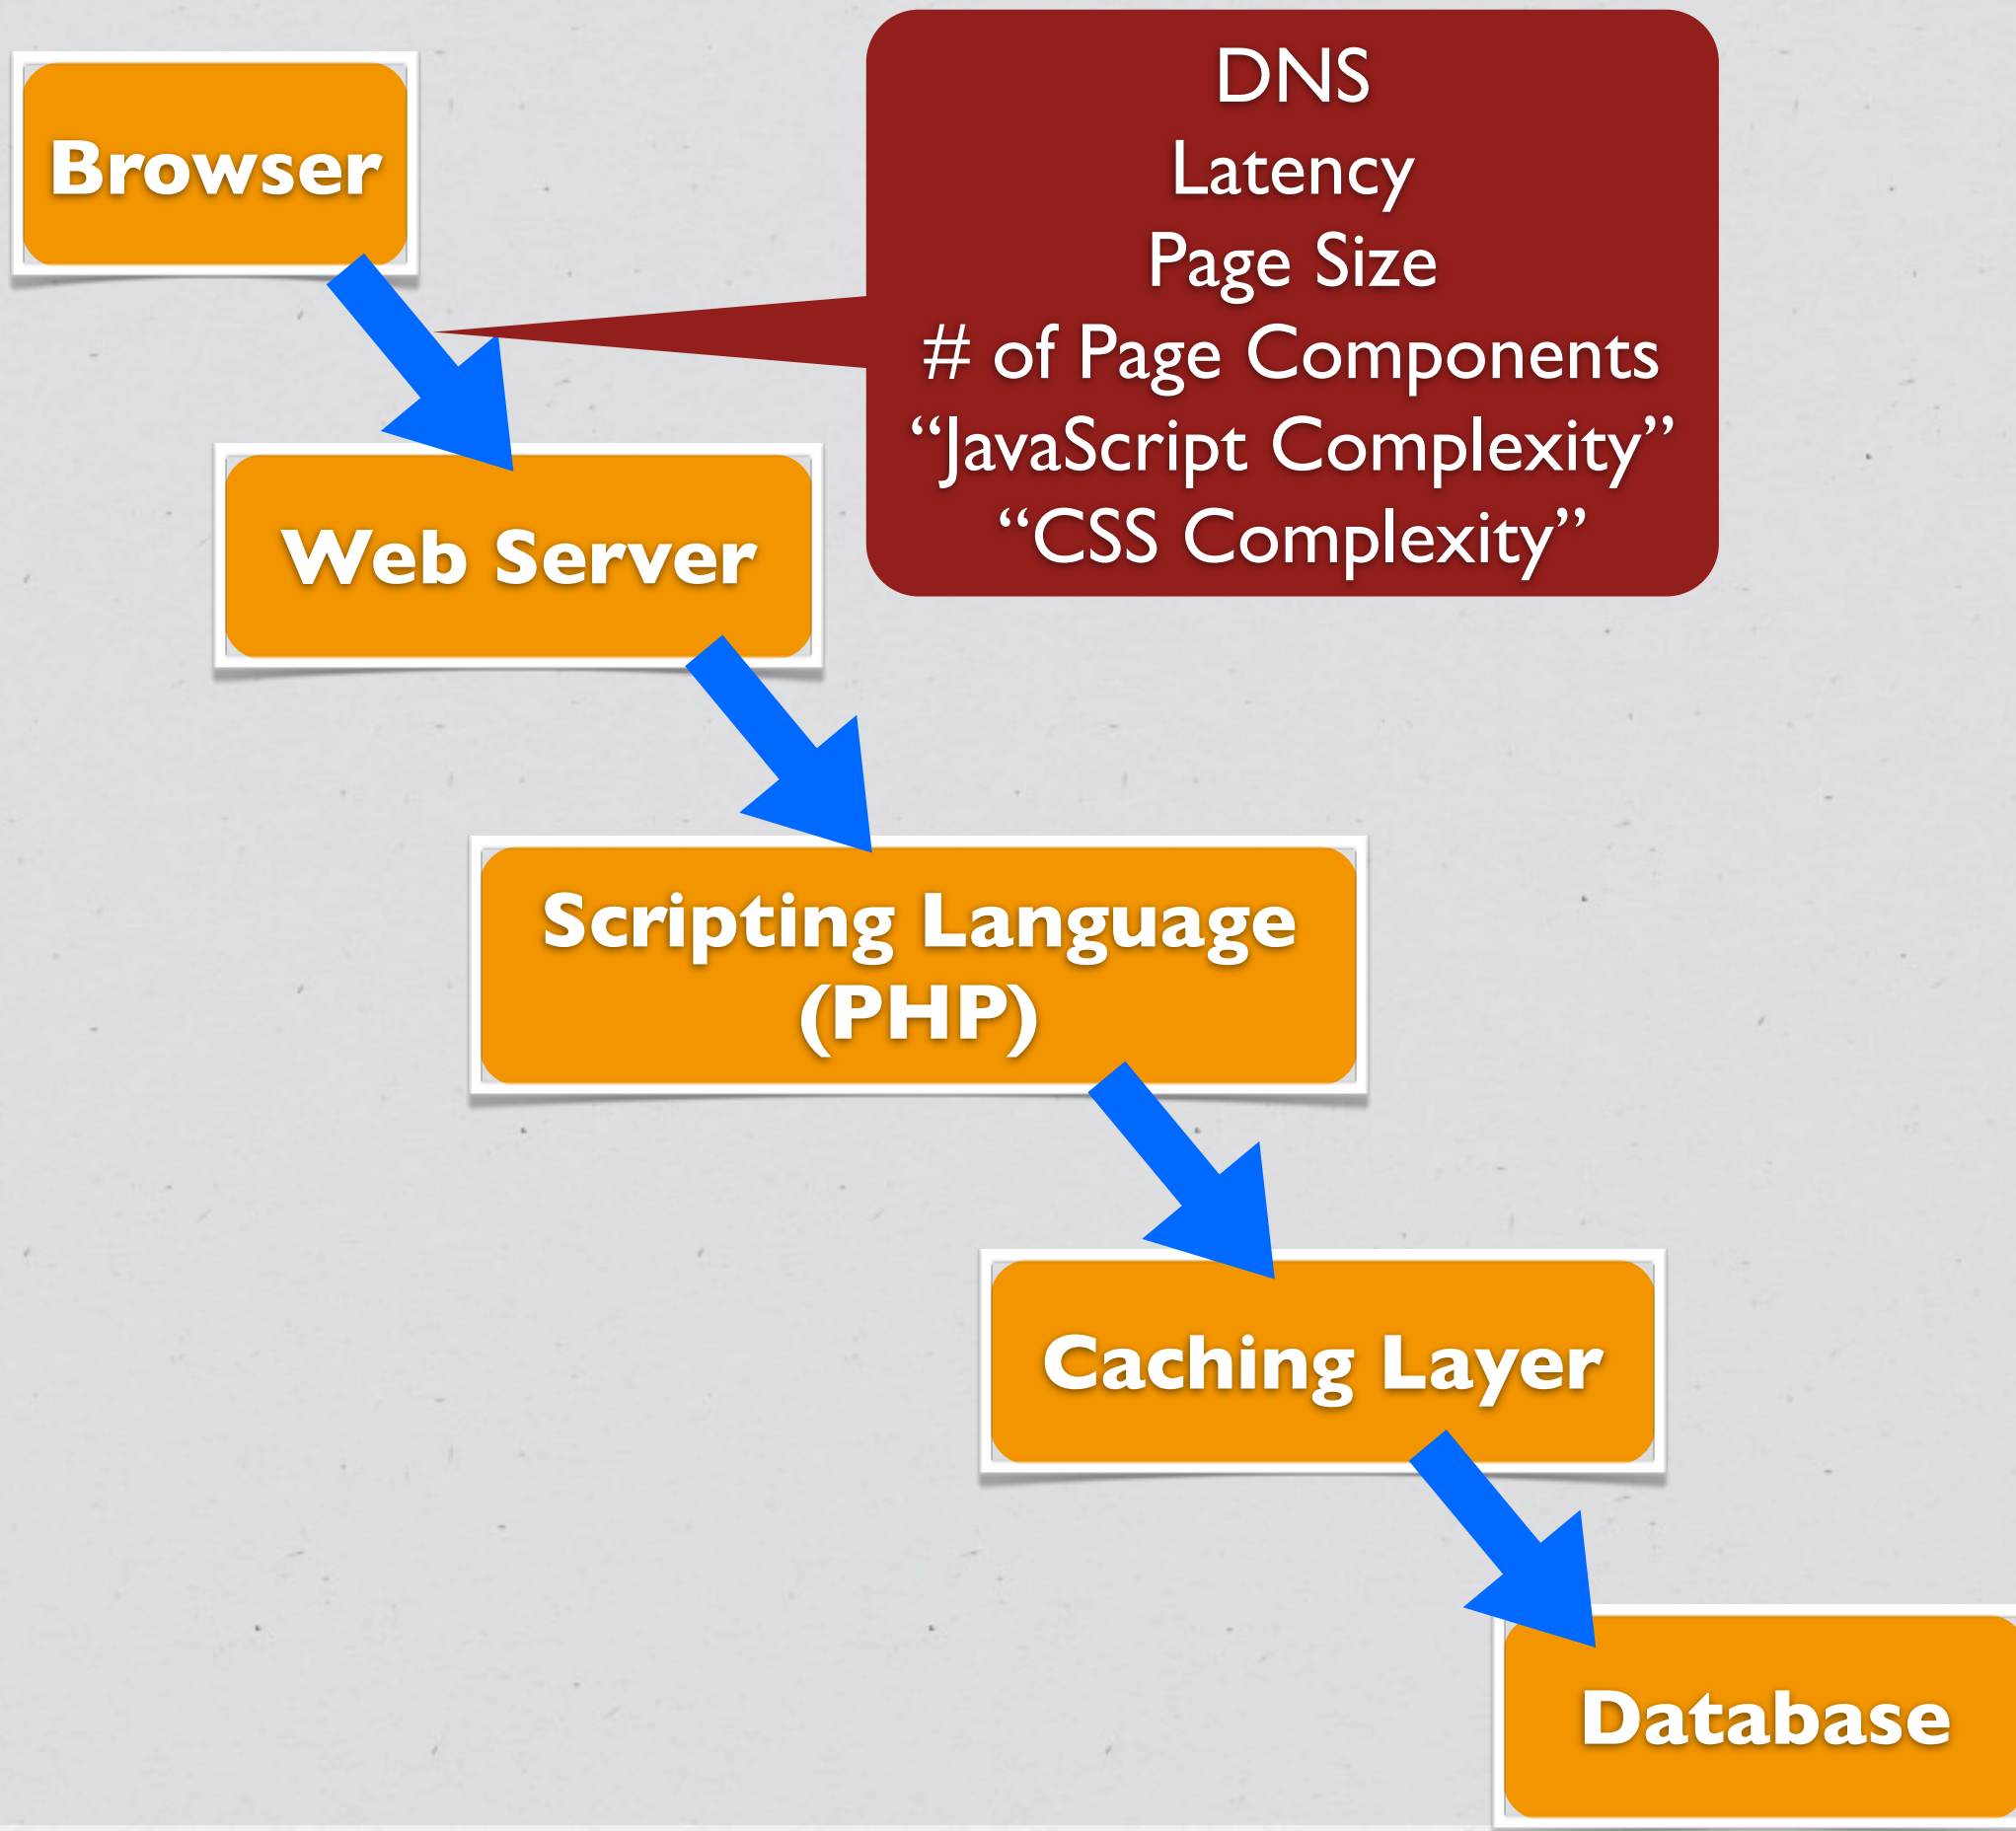 Browser
DNS
Latency
Page Size
# of Page Components
“JavaScript Complexity”
“CSS Complexity”
Web Server
Scripting Language
(PHP)
Caching Layer
Database